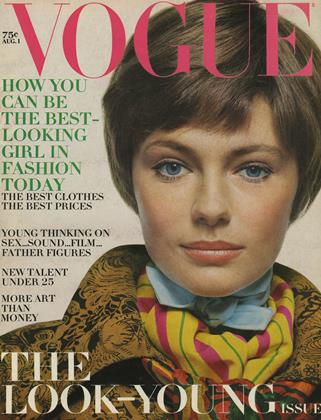 VOGUE
75¢
AUG. 1
HOW YOU
CAN BE
THE BEST-
LOOKING
GIRL IN
FASHION
TODAY
THE BEST CLOTHES
THE BEST PRICES
YOUNG THINKING ON
SEX...SOUND...FILM...
FATHER FIGURES
NEW TALENT
UNDER 25
MORE ART
THAN
MONEY
THE
LOOK-YOUNG ISSUE